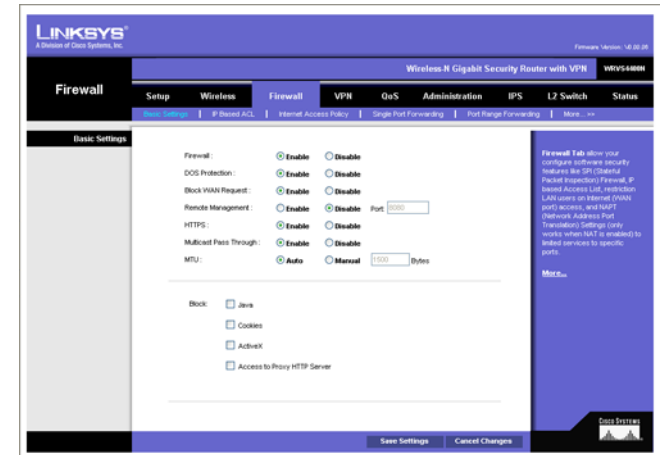 LINKSYS®
A Division of Cisco Systems, Inc.
Wireless-N Gigabit Security Router with VPN WRVS4400N
Firewall
Setup Wireless Firewall VPN QoS Administration IPS L2 Switch Status
Basic Settings | IP Based ACL | Internet Access Policy | Single Port Forwarding | Port Range Forwarding | More...>>
Basic Settings
Firewall : Enable Disable
DOS Protection : Enable Disable
Block WAN Request : Enable Disable
Remote Management : Enable Disable Port: 8080
HTTPS : Enable Disable
Multicast Pass Through : Enable Disable
MTU : Auto Manual 1500 Bytes
Block: Java
Cookies
ActiveX
Access to Proxy HTTP Server
Firewall Tab allow your
configure software security
features like SPI (Stateful
Packet Inspection) Firewall, IP
based Access List, restriction
LAN users on Internet (WAN
port) access, and NAPT
(Network Address Port
Translation) Settings (only
works when NAT is enabled) to
limited services to specific
ports.
More...
Save Settings Cancel Changes
CISCO SYSTEMS